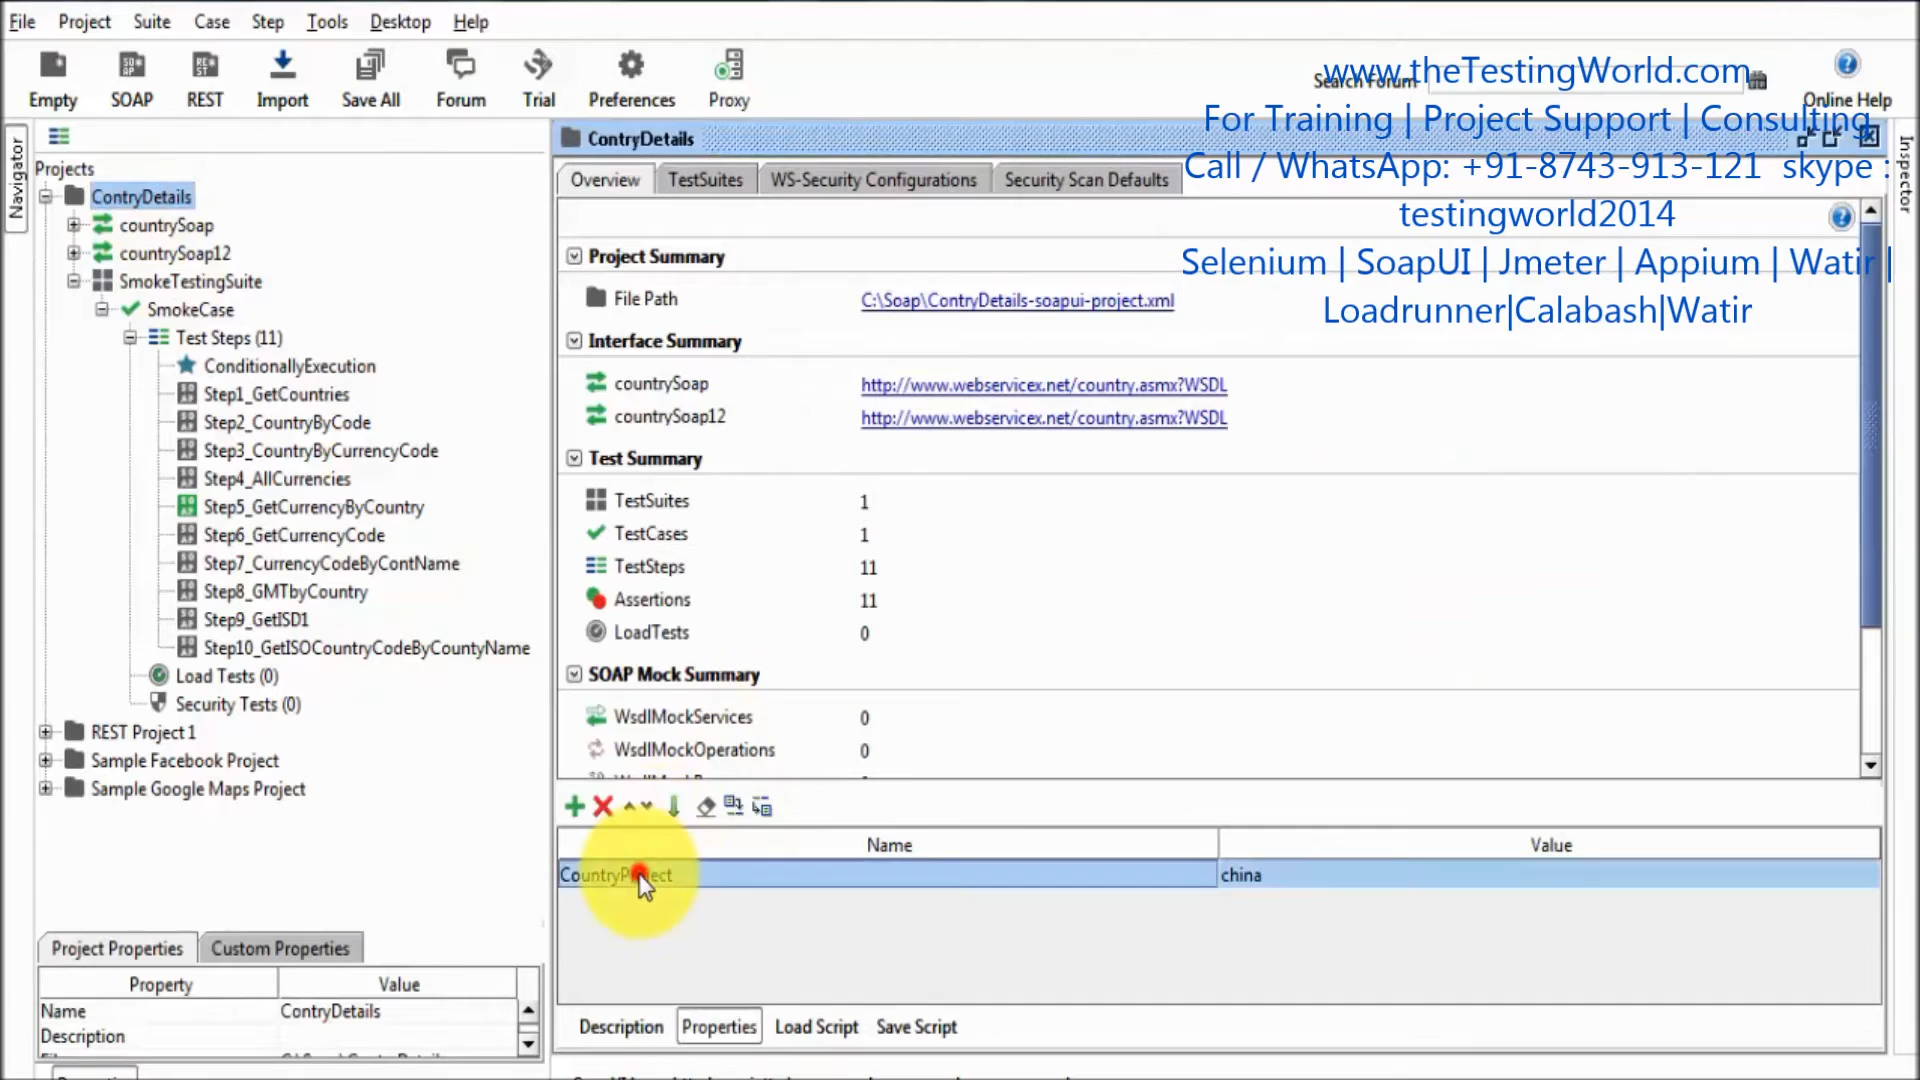 File Project Suite Case Step Tools Desktop Help
Empty SOAP REST Import Save All Forum Trial Preferences Proxy
Search Forum
Online Help
www.theTestingWorld.com
For Training | Project Support | Consulting
Call / WhatsApp: +91-8743-913-121 skype :
testingworld2014
Selenium | SoapUI | Jmeter | Appium | Watir |
Loadrunner|Calabash|Watir
Navigator
Projects
ContryDetails
countrySoap
countrySoap12
SmokeTestingSuite
SmokeCase
Test Steps (11)
ConditionallyExecution
Step1_GetCountries
Step2_CountryByCode
Step3_CountryByCurrencyCode
Step4_AllCurrencies
Step5_GetCurrencyByCountry
Step6_GetCurrencyCode
Step7_CurrencyCodeByContName
Step8_GMTbyCountry
Step9_GetISD1
Step10_GetISOCountryCodeByCountyName
Load Tests (0)
Security Tests (0)
REST Project 1
Sample Facebook Project
Sample Google Maps Project
Project Properties Custom Properties
Property Value
Name ContryDetails
Description
ContryDetails
Overview TestSuites WS-Security Configurations Security Scan Defaults
Project Summary
File Path C:\Soap\ContryDetails-soapui-project.xml
Interface Summary
countrySoap http://www.webservicex.net/country.asmx?WSDL
countrySoap12 http://www.webservicex.net/country.asmx?WSDL
Test Summary
TestSuites 1
TestCases 1
TestSteps 11
Assertions 11
LoadTests 0
SOAP Mock Summary
WsdlMockServices 0
WsdlMockOperations 0
Name Value
CountryProject china
Description Properties Load Script Save Script
Inspector